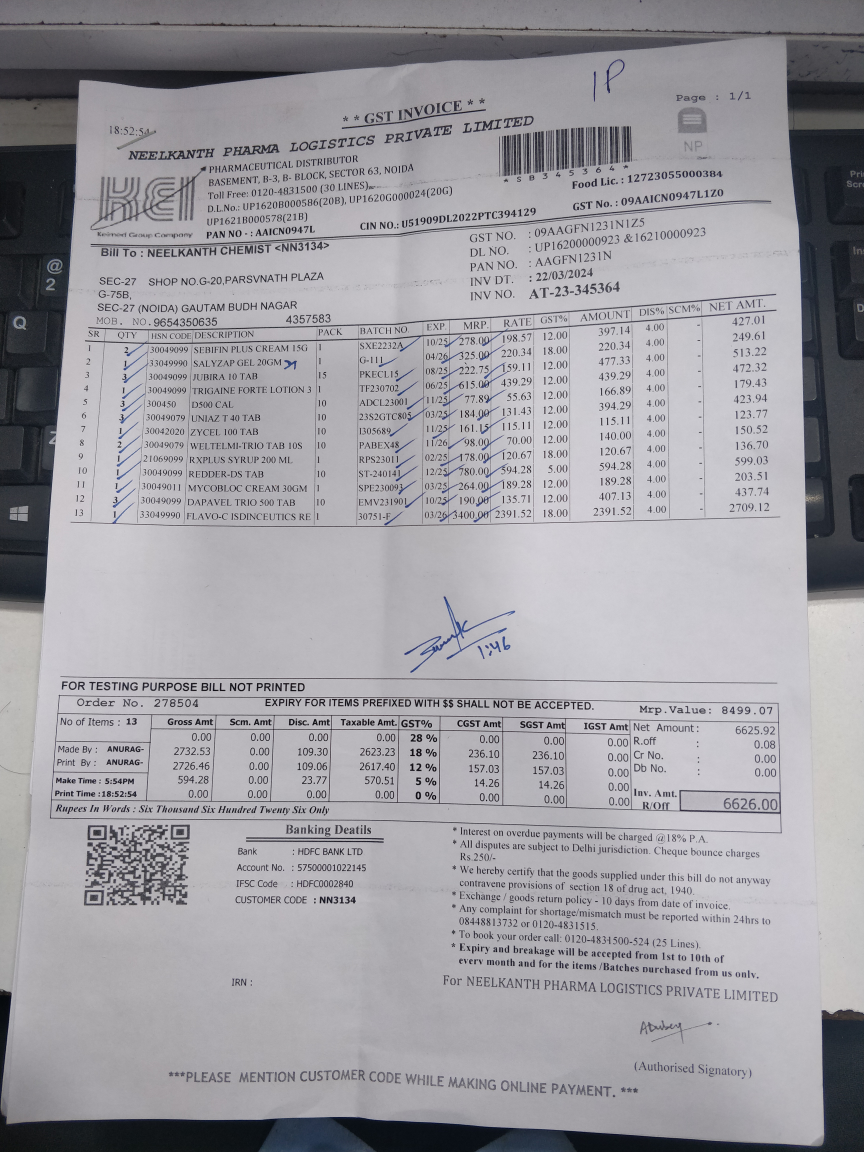 1P
Page : 1/1
18:52:54
** GST INVOICE **
NEELKANTH PHARMA LOGISTICS PRIVATE LIMITED
NP
KEI
Keimed Group Company
PHARMACEUTICAL DISTRIBUTOR
BASEMENT, B-3, B- BLOCK, SECTOR 63, NOIDA
Toll Free: 0120-4831500 (30 LINES)
D.L.No.: UP1620B000586(20B), UP1620G000024(20G)
UP1621B000578(21B)
PAN NO - : AAICN0947L
CIN NO.: U51909DL2022PTC394129
*SB345364*
Food Lic. : 12723055000384
GST No. : 09AAICN0947L1Z0
Bill To : NEELKANTH CHEMIST <NN3134>
SEC-27 SHOP NO.G-20,PARSVNATH PLAZA
G-75B,
SEC-27 (NOIDA) GAUTAM BUDH NAGAR
MOB. NO. 9654350635 4357583
GST NO. : 09AAGFN1231N1Z5
DL NO. : UP16200000923 &16210000923
PAN NO. : AAGFN1231N
INV DT. : 22/03/2024
INV NO. AT-23-345364
SR QTY HSN CODE DESCRIPTION PACK BATCH NO. EXP. MRP. RATE GST% AMOUNT DIS% SCM% NET AMT.
1 2 30049099 SEBIFIN PLUS CREAM 15G 1 SXE2232A 10/25 278.00 198.57 12.00 397.14 4.00 - 427.01
2 1 33049990 SALYZAP GEL 20GM 1 G-111 04/26 325.00 220.34 18.00 220.34 4.00 - 249.61
3 3 30049099 JUBIRA 10 TAB 15 PKECL15 08/25 222.75 159.11 12.00 477.33 4.00 - 513.22
4 1 30049099 TRIGAINE FORTE LOTION 3 1 TF230702 06/25 615.00 439.29 12.00 439.29 4.00 - 472.32
5 3 300450 D500 CAL 10 ADCL23001 11/25 77.89 55.63 12.00 166.89 4.00 - 179.43
6 3 30049079 UNIAZ T 40 TAB 10 23S2GTC805 03/25 184.00 131.43 12.00 394.29 4.00 - 423.94
7 1 30042020 ZYCEL 100 TAB 10 I305689 11/25 161.15 115.11 12.00 115.11 4.00 - 123.77
8 2 30049079 WELTELMI-TRIO TAB 10S 10 PABEX48 11/26 98.00 70.00 12.00 140.00 4.00 - 150.52
9 1 21069099 RXPLUS SYRUP 200 ML 1 RPS23011 02/25 178.00 120.67 18.00 120.67 4.00 - 136.70
10 1 30049099 REDDER-DS TAB 10 ST-240141 12/25 780.00 594.28 5.00 594.28 4.00 - 599.03
11 1 30049011 MYCOBLOC CREAM 30GM 1 SPE230093 03/25 264.00 189.28 12.00 189.28 4.00 - 203.51
12 3 30049099 DAPAVEL TRIO 500 TAB 10 EMV231901 10/25 190.00 135.71 12.00 407.13 4.00 - 437.74
13 1 33049990 FLAVO-C ISDINCEUTICS RE 1 30751-F 03/26 3400.00 2391.52 18.00 2391.52 4.00 - 2709.12
1:46
FOR TESTING PURPOSE BILL NOT PRINTED
Order No. 278504 EXPIRY FOR ITEMS PREFIXED WITH $$ SHALL NOT BE ACCEPTED. Mrp.Value: 8499.07
No of Items : 13 Gross Amt Scm. Amt Disc. Amt Taxable Amt. GST% CGST Amt SGST Amt IGST Amt Net Amount: 6625.92
0.00 0.00 0.00 0.00 28 % 0.00 0.00 0.00 R.off : 0.08
Made By : ANURAG- 2732.53 0.00 109.30 2623.23 18 % 236.10 236.10 0.00 Cr No. : 0.00
Print By : ANURAG- 2726.46 0.00 109.06 2617.40 12 % 157.03 157.03 0.00 Db No. : 0.00
Make Time : 5:54PM 594.28 0.00 23.77 570.51 5 % 14.26 14.26 0.00
Print Time :18:52:54 0.00 0.00 0.00 0.00 0 % 0.00 0.00 0.00 Inv. Amt. R/Off 6626.00
Rupees In Words : Six Thousand Six Hundred Twenty Six Only
Banking Deatils
Bank : HDFC BANK LTD
Account No. : 57500001022145
IFSC Code : HDFC0002840
CUSTOMER CODE : NN3134
IRN :
* Interest on overdue payments will be charged @18% P.A.
* All disputes are subject to Delhi jurisdiction. Cheque bounce charges
Rs.250/-
* We hereby certify that the goods supplied under this bill do not anyway
contravene provisions of section 18 of drug act, 1940.
* Exchange / goods return policy - 10 days from date of invoice.
* Any complaint for shortage/mismatch must be reported within 24hrs to
08448813732 or 0120-4831515.
* To book your order call: 0120-4834500-524 (25 Lines).
* Expiry and breakage will be accepted from 1st to 10th of
every month and for the items /Batches purchased from us only.
For NEELKANTH PHARMA LOGISTICS PRIVATE LIMITED
(Authorised Signatory)
***PLEASE MENTION CUSTOMER CODE WHILE MAKING ONLINE PAYMENT. ***